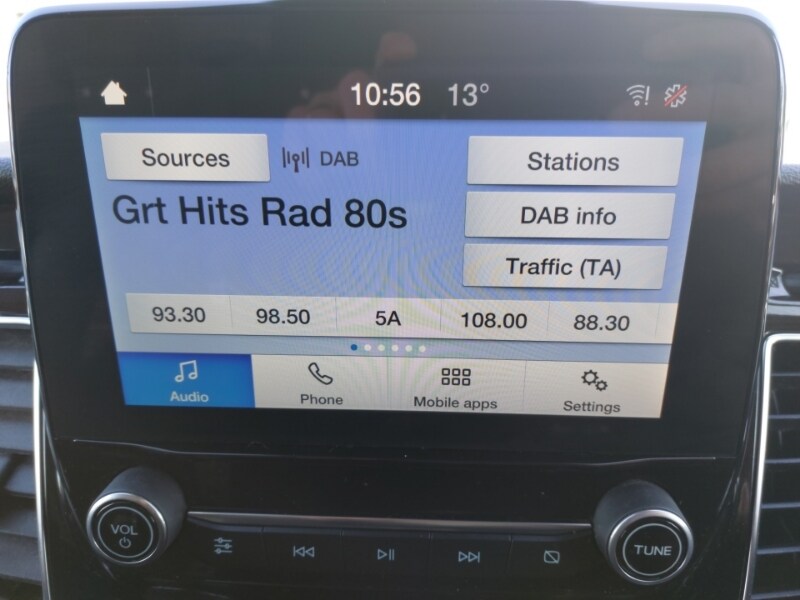 10:56 13°
Sources DAB Stations
Grt Hits Rad 80s
DAB info
Traffic (TA)
93.30 98.50 5A 108.00 88.30
Audio Phone Mobile apps Settings
VOL TUNE